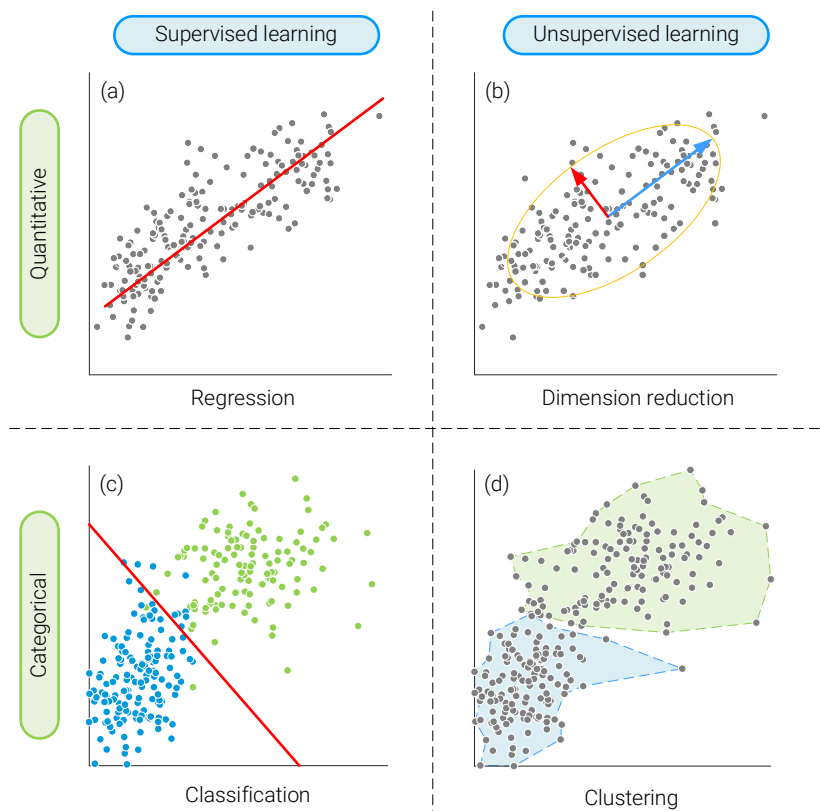 Supervised learning
Unsupervised learning
Quantitative
(a)
(b)
Regression
Dimension reduction
Categorical
(c)
(d)
Classification
Clustering